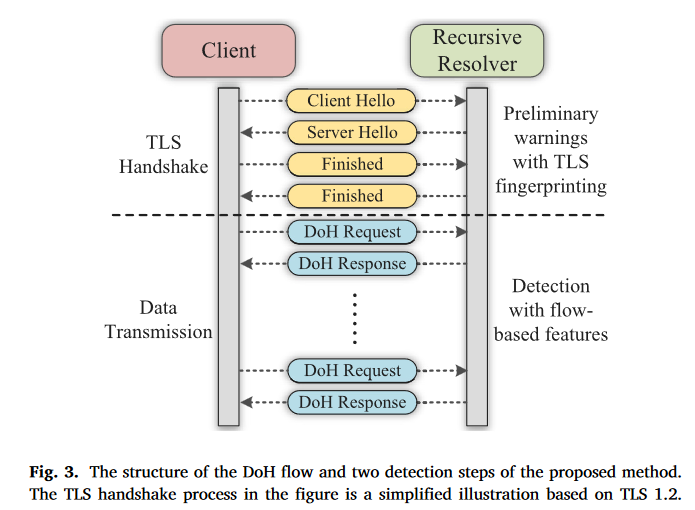 Client
Recursive
Resolver
Client Hello
Server Hello
Finished
Finished
TLS
Handshake
Preliminary
warnings
with TLS
fingerprinting
DoH Request
DoH Response
DoH Request
DoH Response
Data
Transmission
Detection
with flow-
based features
Fig. 3. The structure of the DoH flow and two detection steps of the proposed method.
The TLS handshake process in the figure is a simplified illustration based on TLS 1.2.